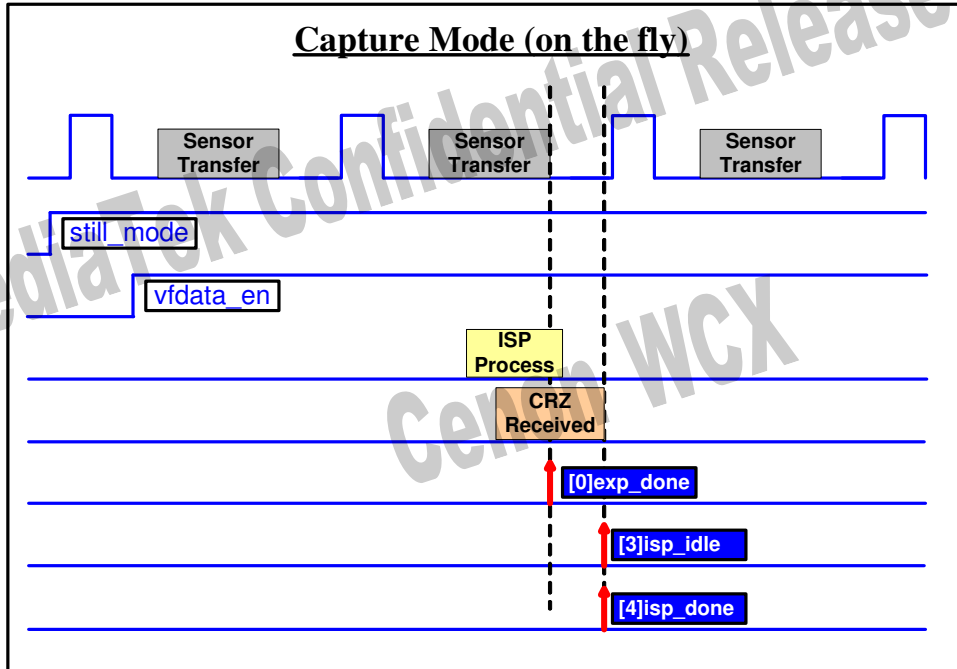 Capture Mode (on the fly)
Sensor
Transfer
Sensor
Transfer
Sensor
Transfer
still_mode
vfdata_en
ISP
Process
CRZ
Received
[0]exp_done
[3]isp_idle
[4]isp_done
ediaTek Confidential Release
Cenon WCX